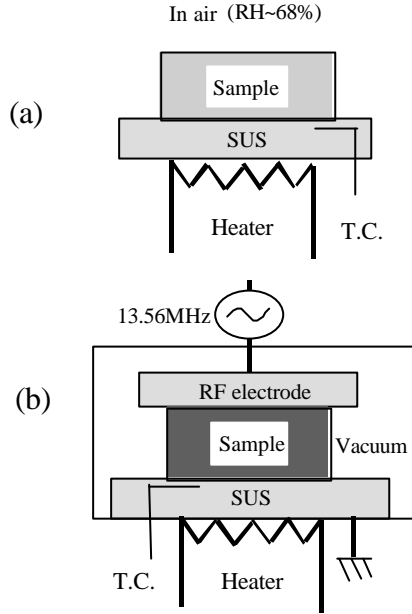 In air (RH~68%)
Sample
(a)
SUS
Heater
T.C.
13.56MHz
RF electrode
(b)
Sample
Vacuum
SUS
T.C.
Heater